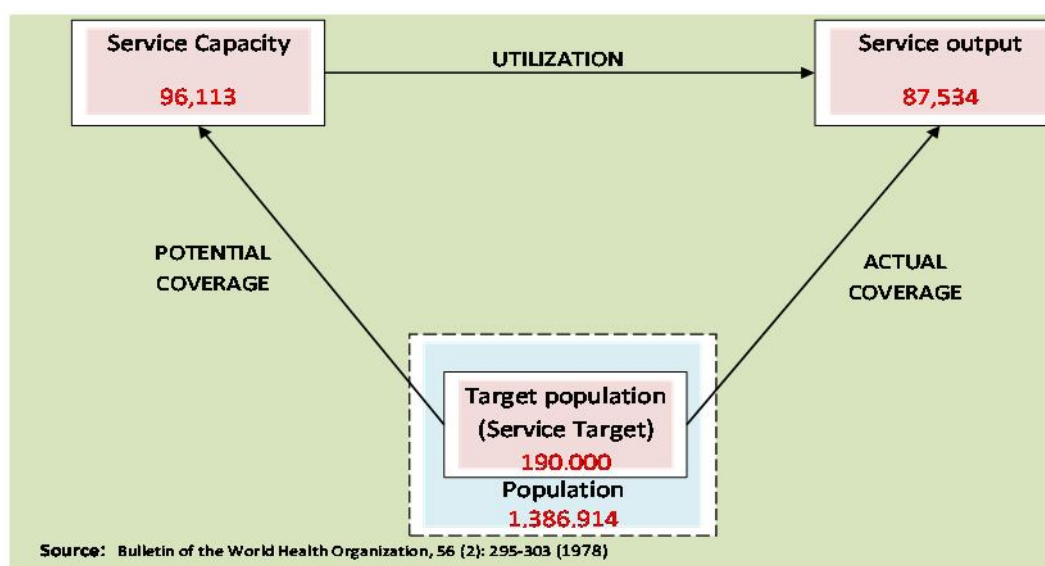 Service Capacity
96,113
UTILIZATION
Service output
87,534
POTENTIAL
COVERAGE
ACTUAL
COVERAGE
Target population
(Service Target)
190.000
Population
1,386,914
Source: Bulletin of the World Health Organization, 56 (2): 295-303 (1978)